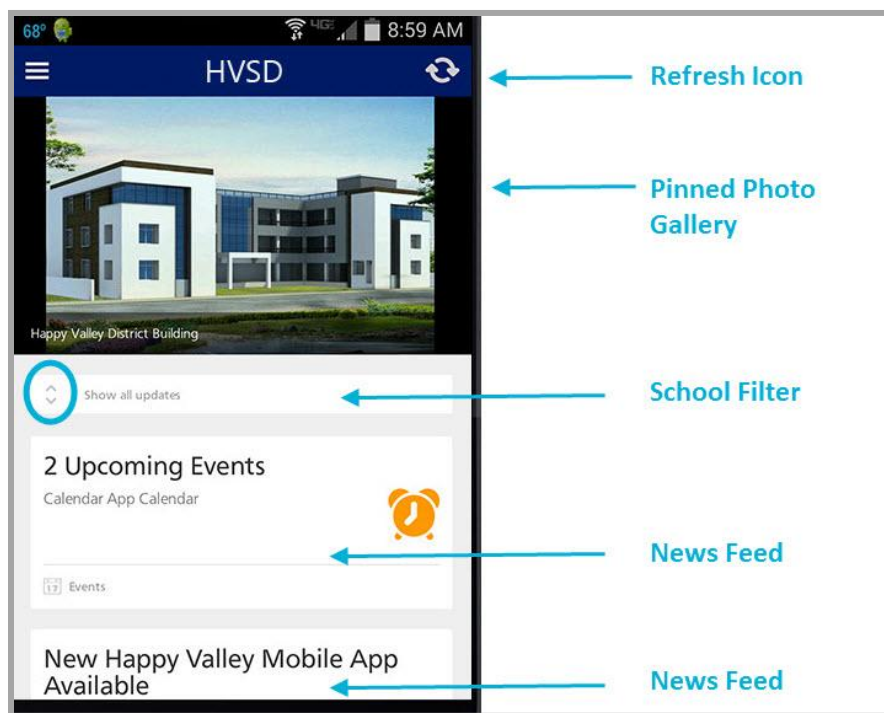 68° 4G 8:59 AM
HVSD
Refresh Icon
Pinned Photo
Gallery
Happy Valley District Building
Show all updates
School Filter
2 Upcoming Events
Calendar App Calendar
News Feed
17 Events
New Happy Valley Mobile App
Available
News Feed